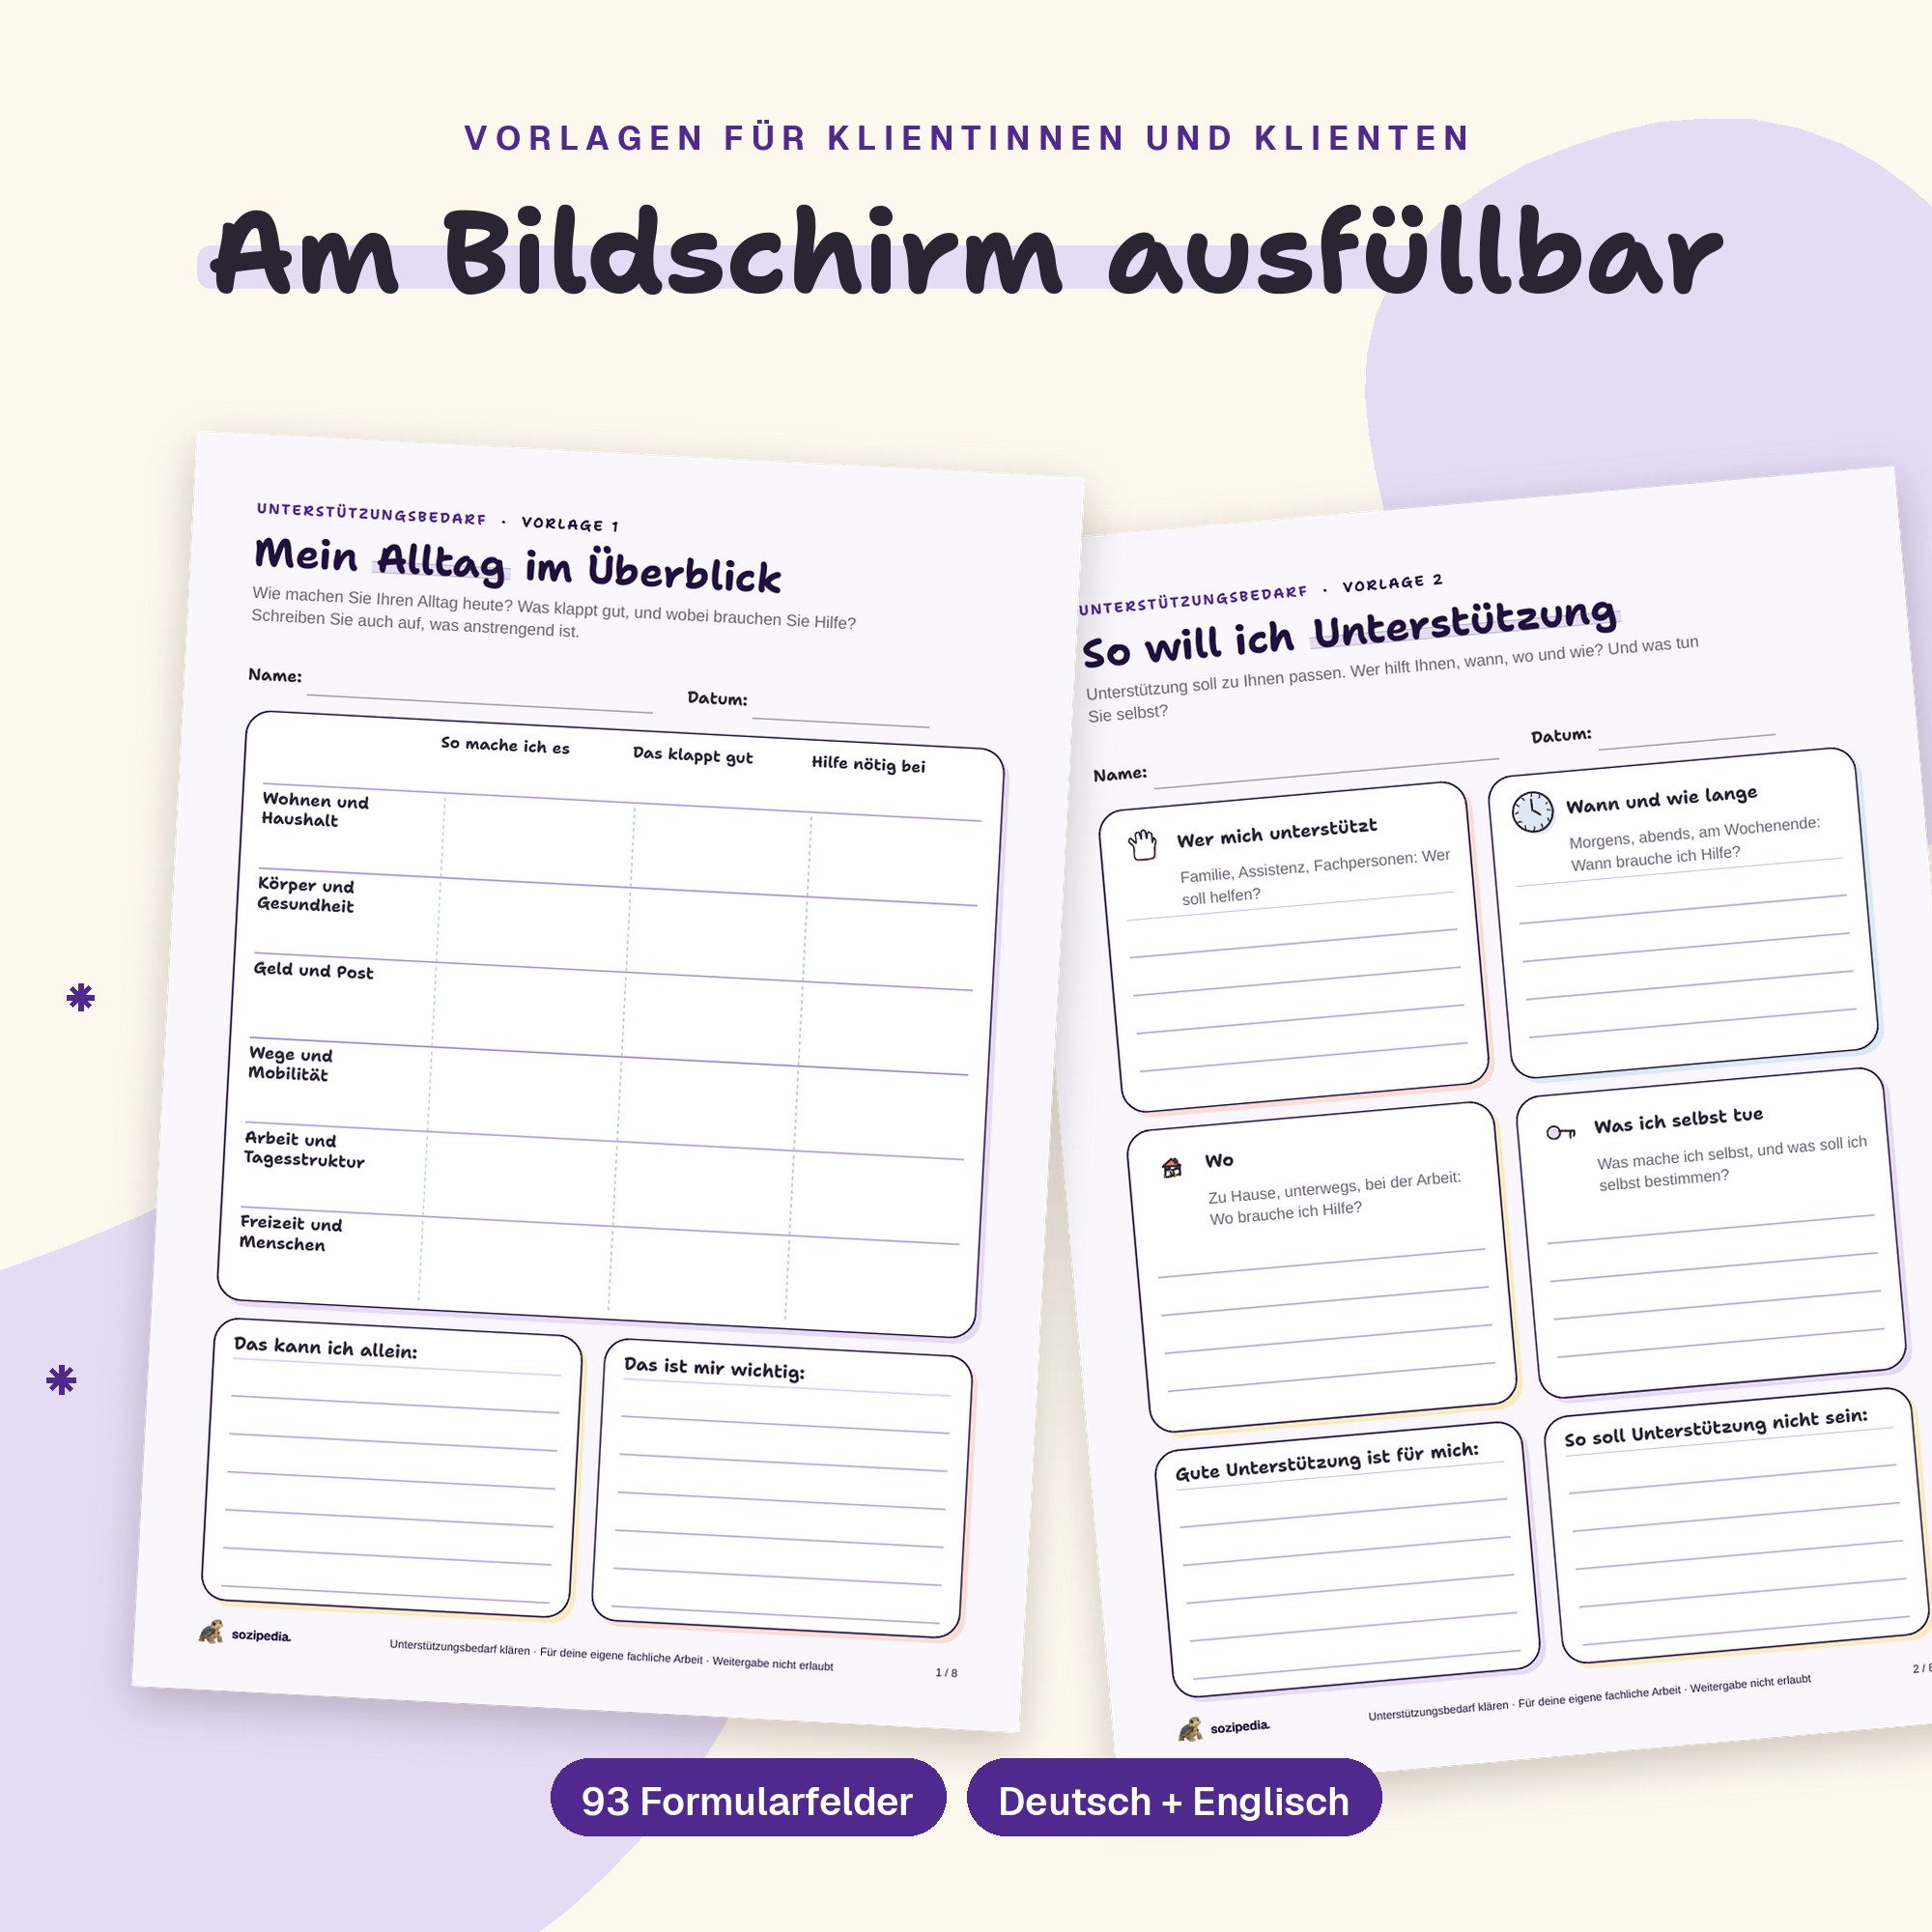 VORLAGEN FÜR KLIENTINNEN UND KLIENTEN
Am Bildschirm ausfüllbar
UNTERSTÜTZUNGSBEDARF · VORLAGE 1
Mein Alltag im Überblick
Wie machen Sie Ihren Alltag heute? Was klappt gut, und wobei brauchen Sie Hilfe?
Schreiben Sie auch auf, was anstrengend ist.
Name:
Datum:
So mache ich es
Das klappt gut
Hilfe nötig bei
Wohnen und
Haushalt
Körper und
Gesundheit
Geld und Post
Wege und
Mobilität
Arbeit und
Tagesstruktur
Freizeit und
Menschen
Das kann ich allein:
Das ist mir wichtig:
sozipedia.
Unterstützungsbedarf klären · Für deine eigene fachliche Arbeit · Weitergabe nicht erlaubt
1 / 8
UNTERSTÜTZUNGSBEDARF · VORLAGE 2
So will ich Unterstützung
Unterstützung soll zu Ihnen passen. Wer hilft Ihnen, wann, wo und wie? Und was tun
Sie selbst?
Name:
Datum:
Wer mich unterstützt
Familie, Assistenz, Fachpersonen: Wer
soll helfen?
Wann und wie lange
Morgens, abends, am Wochenende:
Wann brauche ich Hilfe?
Wo
Zu Hause, unterwegs, bei der Arbeit:
Wo brauche ich Hilfe?
Was ich selbst tue
Was mache ich selbst, und was soll ich
selbst bestimmen?
Gute Unterstützung ist für mich:
So soll Unterstützung nicht sein:
sozipedia.
Unterstützungsbedarf klären · Für deine eigene fachliche Arbeit · Weitergabe nicht erlaubt
2 / 8
93 Formularfelder
Deutsch + Englisch